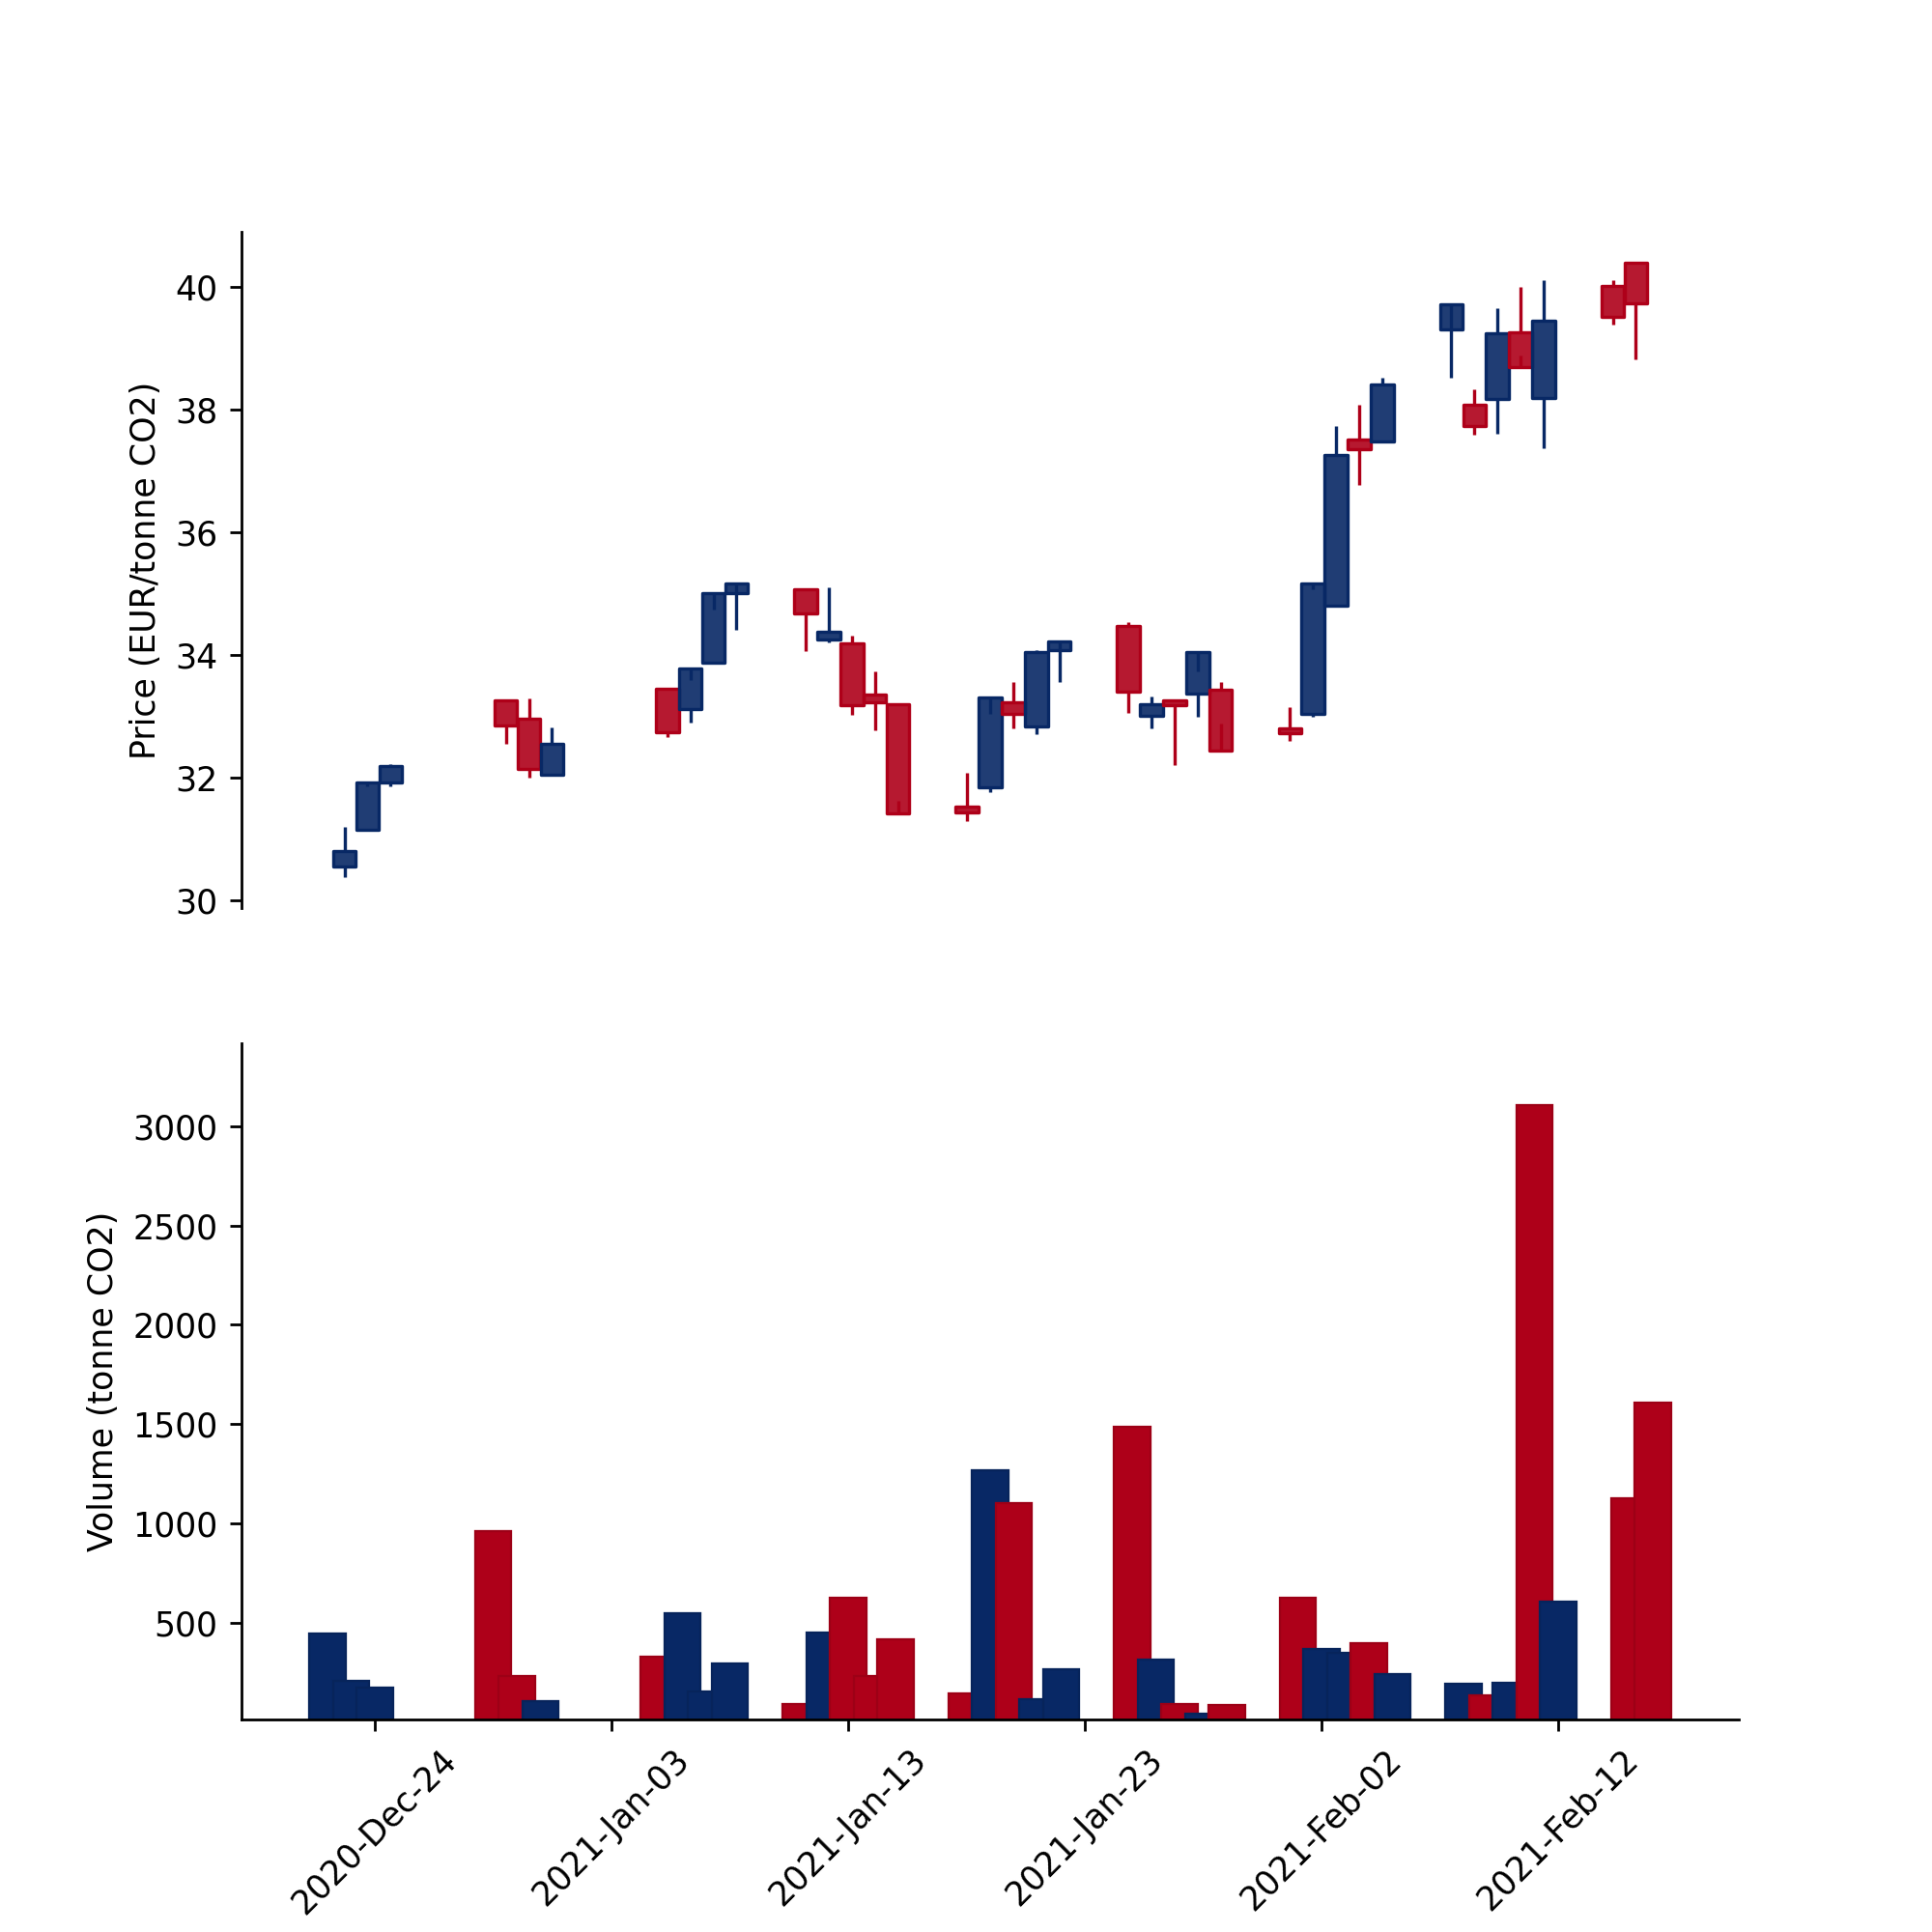 Price (EUR/tonne CO2)
40
38
36
34
32
30
Volume (tonne CO2)
3000
2500
2000
1500
1000
500
2020-Dec-24
2021-Jan-03
2021-Jan-13
2021-Jan-23
2021-Feb-02
2021-Feb-12